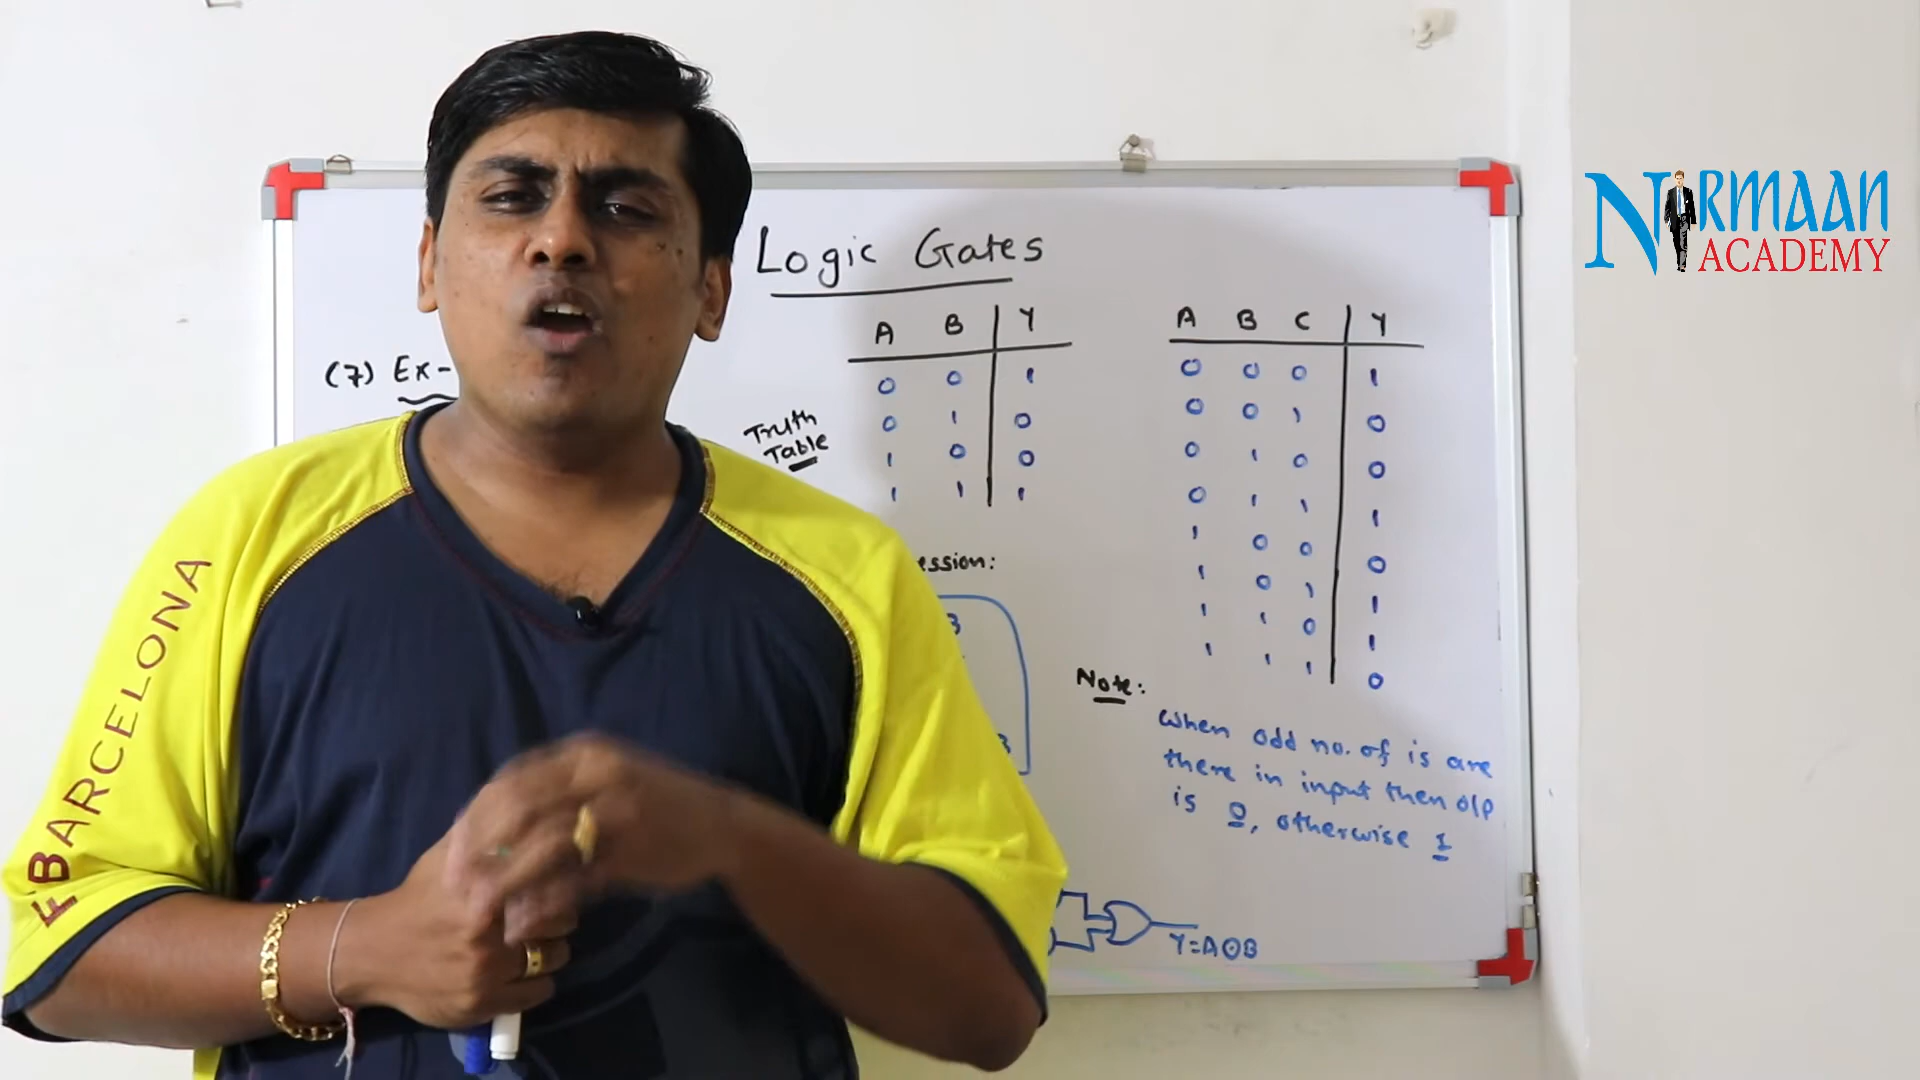 Logic Gates
(7) Ex-
Truth
Table
A B Y
0 0 1
0 1 0
1 0 0
1 1 1
ession:
B
B
A B C Y
0 0 0 1
0 0 1 0
0 1 0 0
0 1 1 1
1 0 0 0
1 0 1 1
1 1 0 1
1 1 1 0
Note:
When odd no. of 1s are
there in input then o/p
is 0, otherwise 1
Y=A⊙B
NIRMAAN
ACADEMY
FBARCELONA